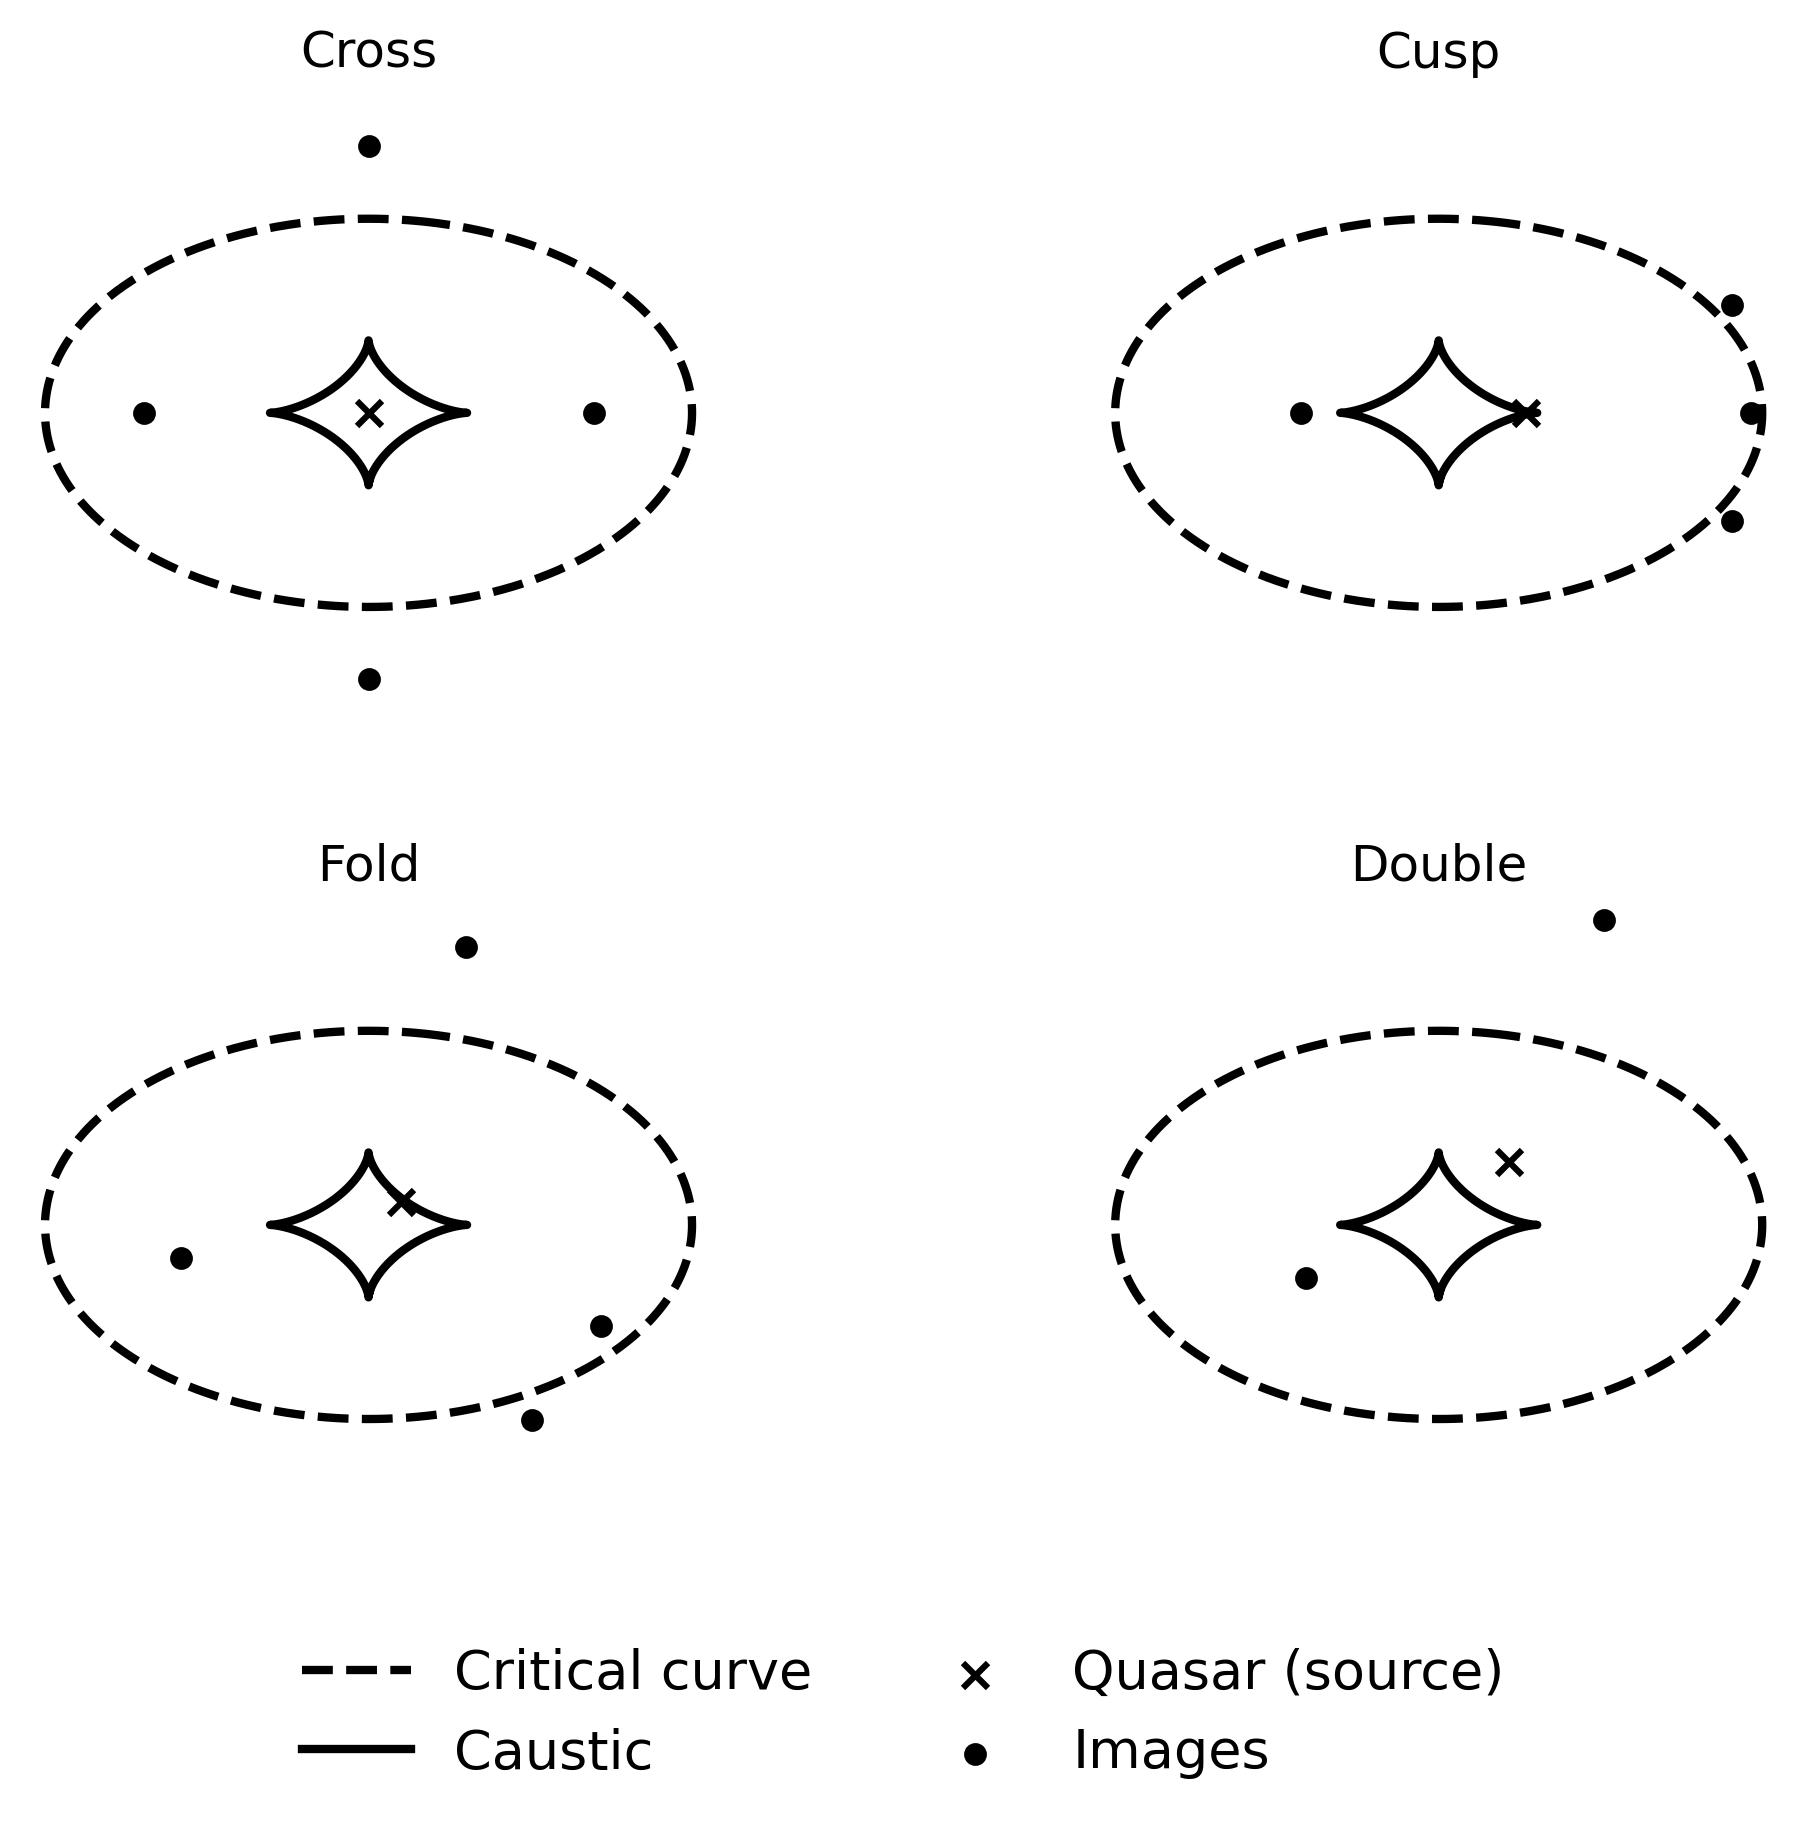 Cross
Cusp
Fold
Double
Critical curve
Caustic
Quasar (source)
Images